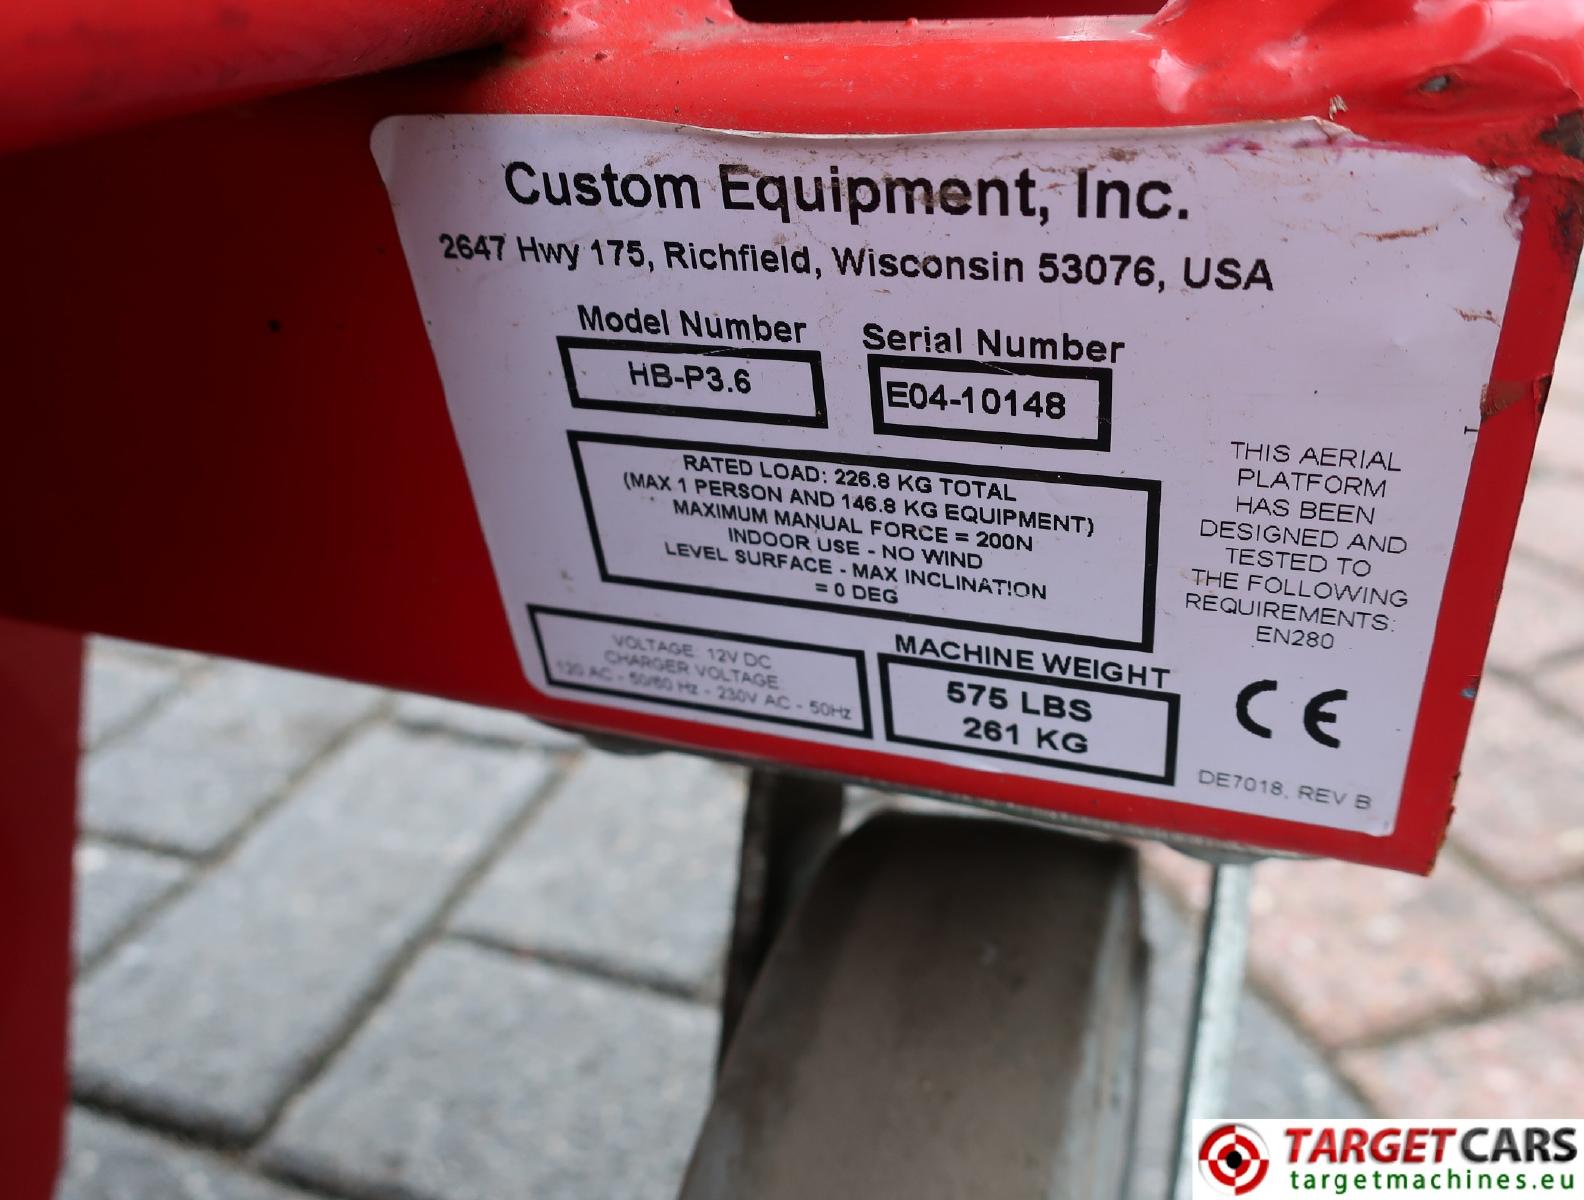 Custom Equipment, Inc.
2647 Hwy 175, Richfield, Wisconsin 53076, USA
Model Number
HB-P3.6
Serial Number
E04-10148
RATED LOAD: 226.8 KG TOTAL
(MAX 1 PERSON AND 146.8 KG EQUIPMENT)
MAXIMUM MANUAL FORCE = 200N
INDOOR USE - NO WIND
LEVEL SURFACE - MAX INCLINATION
= 0 DEG
THIS AERIAL
PLATFORM
HAS BEEN
DESIGNED AND
TESTED TO
THE FOLLOWING
REQUIREMENTS:
EN280
VOLTAGE: 12V DC
CHARGER VOLTAGE
120 AC - 50/60 Hz - 230V AC - 50Hz
MACHINE WEIGHT
575 LBS
261 KG
CE
DE7018, REV B
TARGET CARS
targetmachines.eu